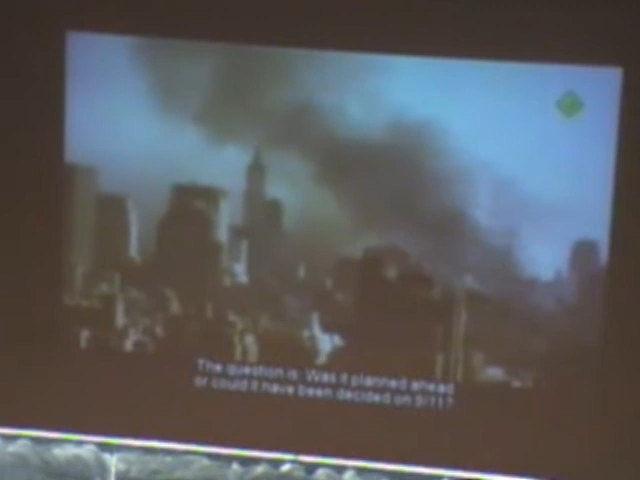 The question is: Was it planned ahead
or could it have been decided on 9/11?